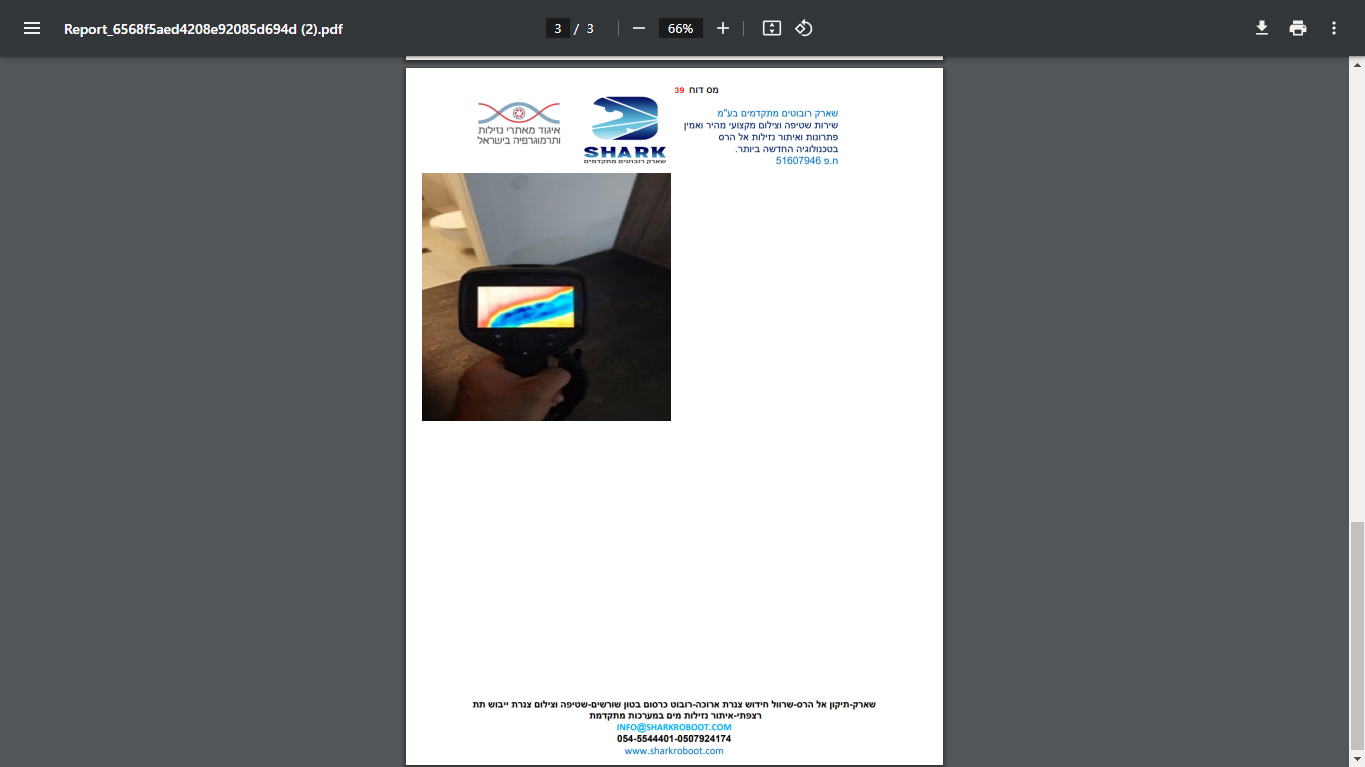 Report_6568f5aed4208e92085d694d (2).pdf
3 / 3
66%
מס דוח 39
שארק רובוטים מתקדמים בע"מ
שירות שטיפה וצילום מקצועי מהיר ואמין
פתרונות ואיתור נזילות אל הרס
בטכנולוגיה החדשה ביותר.
ח.פ 51607946
איגוד מאתרי נזילות
ותרמוגרפיה בישראל
SHARK
שארק רובוטים מתקדמים
שארק-תיקון אל הרס-שרוול חידוש צנרת ארוכה-רובוט כרסום בטון שורשים-שטיפה וצילום צנרת ייבוש תת
רצפתי-איתור נזילות מים במערכות מתקדמת
INFO@SHARKROBOOT.COM
054-5544401-0507924174
www.sharkroboot.com